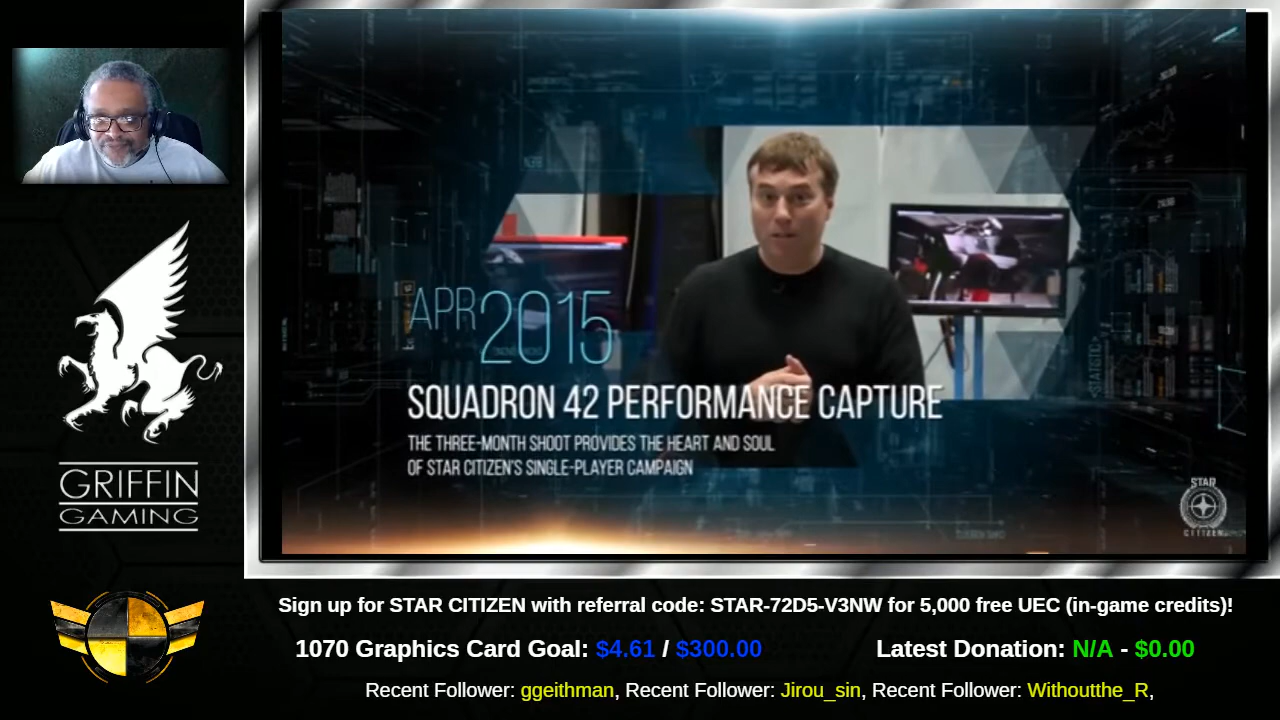 APR 2015
SQUADRON 42 PERFORMANCE CAPTURE
THE THREE-MONTH SHOOT PROVIDES THE HEART AND SOUL
OF STAR CITIZEN'S SINGLE-PLAYER CAMPAIGN
STAR
CITIZEN
GRIFFIN
GAMING
Sign up for STAR CITIZEN with referral code: STAR-72D5-V3NW for 5,000 free UEC (in-game credits)!
1070 Graphics Card Goal: $4.61 / $300.00
Latest Donation: N/A - $0.00
Recent Follower: ggeithman, Recent Follower: Jirou_sin, Recent Follower: Withoutthe_R,